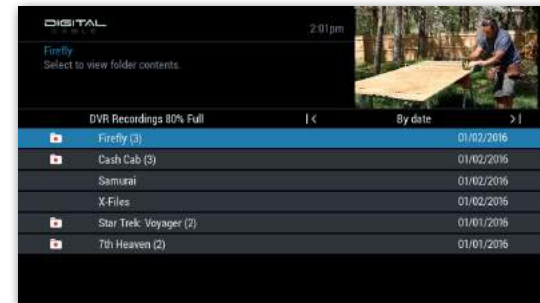 DIGITAL
CABLE
2:01pm
Firefly
Select to view folder contents.
DVR Recordings 80% Full |< By date >|
Firefly (3) 01/02/2016
Cash Cab (3) 01/02/2016
Samurai 01/02/2016
X-Files 01/02/2016
Star Trek: Voyager (2) 01/01/2016
7th Heaven (2) 01/01/2016